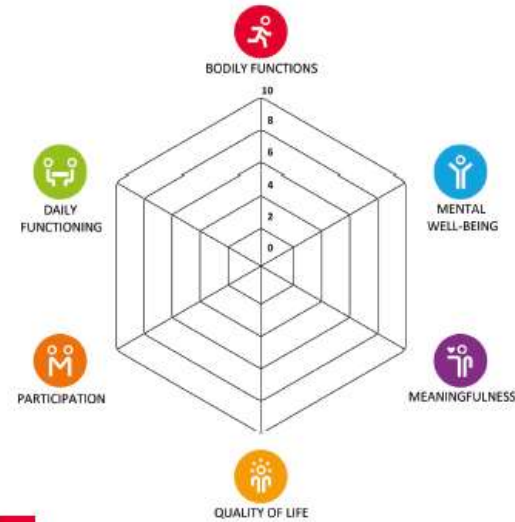 BODILY FUNCTIONS
10
8
6
4
2
0
DAILY
FUNCTIONING
MENTAL
WELL-BEING
PARTICIPATION
MEANINGFULNESS
QUALITY OF LIFE